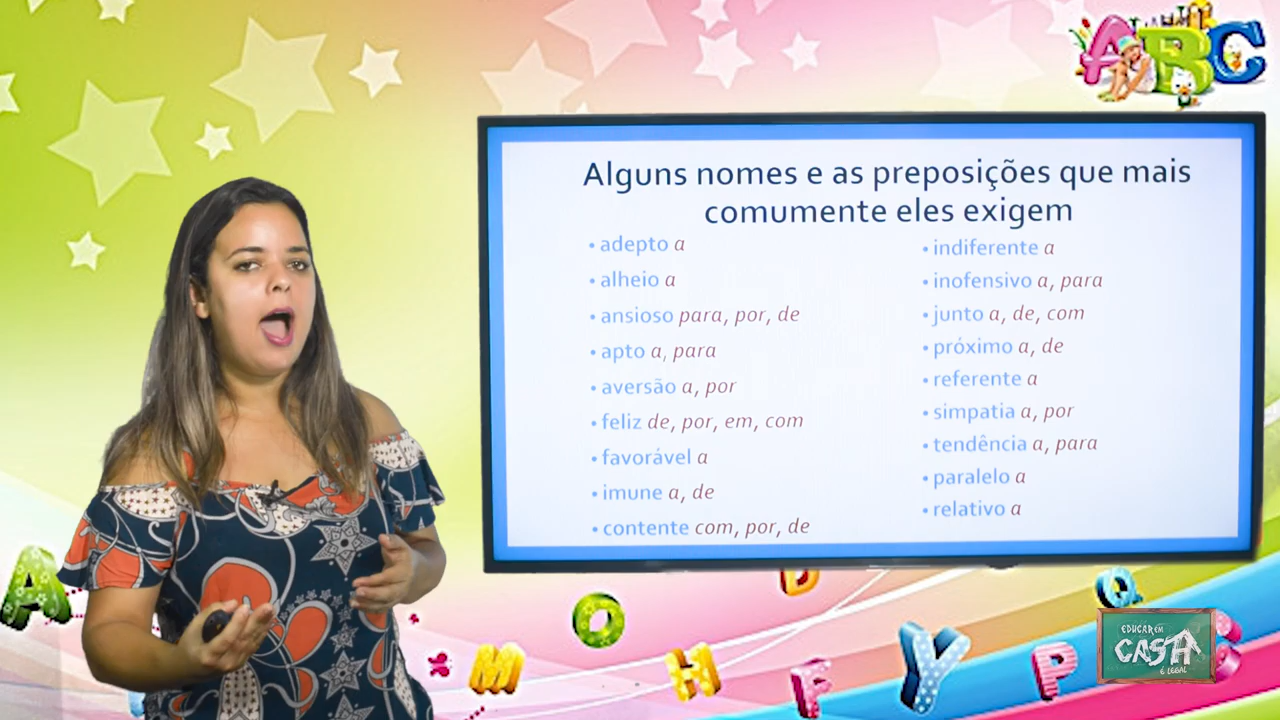 ABC
Alguns nomes e as preposições que mais
comumente eles exigem
• adepto a
• alheio a
• ansioso para, por, de
• apto a, para
• aversão a, por
• feliz de, por, em, com
• favorável a
• imune a, de
• contente com, por, de
• indiferente a
• inofensivo a, para
• junto a, de, com
• próximo a, de
• referente a
• simpatia a, por
• tendência a, para
• paralelo a
• relativo a
A
O
D
Q
M
H
F
Y
P
EDUCAR EM
CASA
É LEGAL